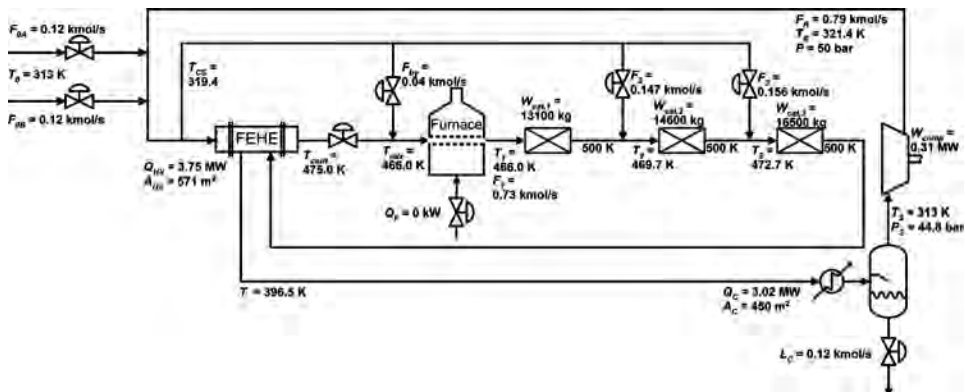 F0A = 0.12 kmol/s
T0 = 313 K
F0B = 0.12 kmol/s
TCS =
319.4
FEHE
QHX = 3.75 MW
= 571 m²
Tcold =
475.0 K
Fby =
0.04 kmol/s
Tmix =
466.0 K
Furnace
QF = 0 kW
Wcat,1 =
13100 kg
T1 =
466.0 K
F1 =
0.73 kmol/s
500 K
F2 =
0.147 kmol/s
Wcat,2 =
14600 kg
T2 =
469.7 K
500 K
F3 =
0.156 kmol/s
Wcat,3 =
16500 kg
T3 =
472.7 K
500 K
FR = 0.79 kmol/s
TR = 321.4 K
P = 50 bar
Wcomp =
0.31 MW
= 313 K
= 44.8 bar
T = 396.5 K
QC = 3.02 MW
AC = 450 m²
LC = 0.12 kmol/s